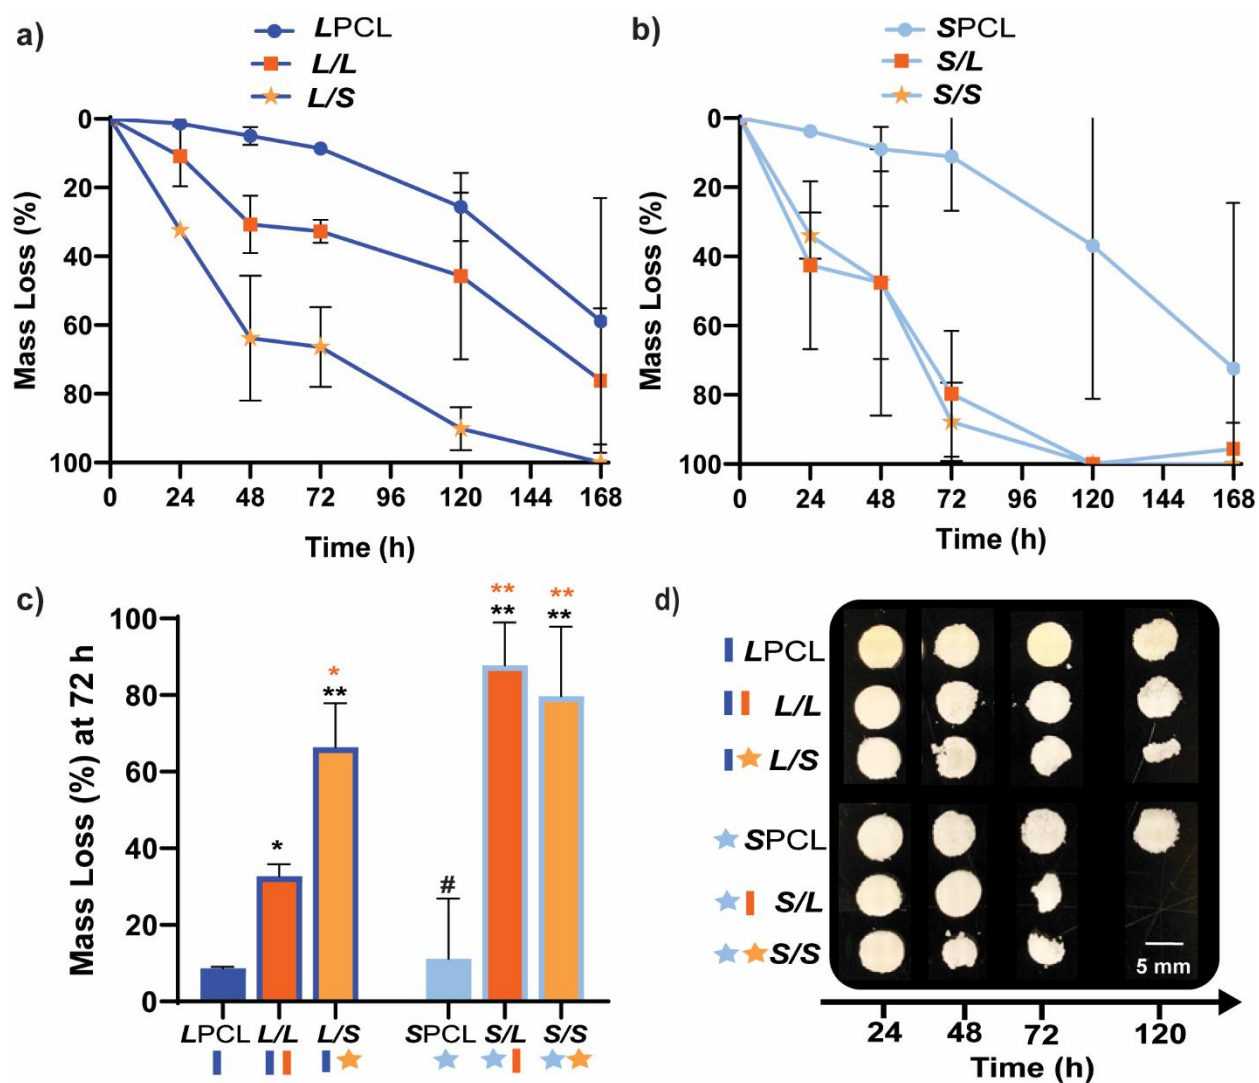 a)
LPCL
L/L
L/S
0
20
40
60
80
100
Mass Loss (%)
0 24 48 72 96 120 144 168
Time (h)
b)
SPCL
S/L
S/S
0
20
40
60
80
100
Mass Loss (%)
0 24 48 72 96 120 144 168
Time (h)
c)
100
80
60
40
20
0
Mass Loss (%) at 72 h
*
*
**
#
**
**
**
**
LPCL L/L L/S SPCL S/L S/S
d)
LPCL
L/L
L/S
SPCL
S/L
S/S
5 mm
24 48 72 120
Time (h)